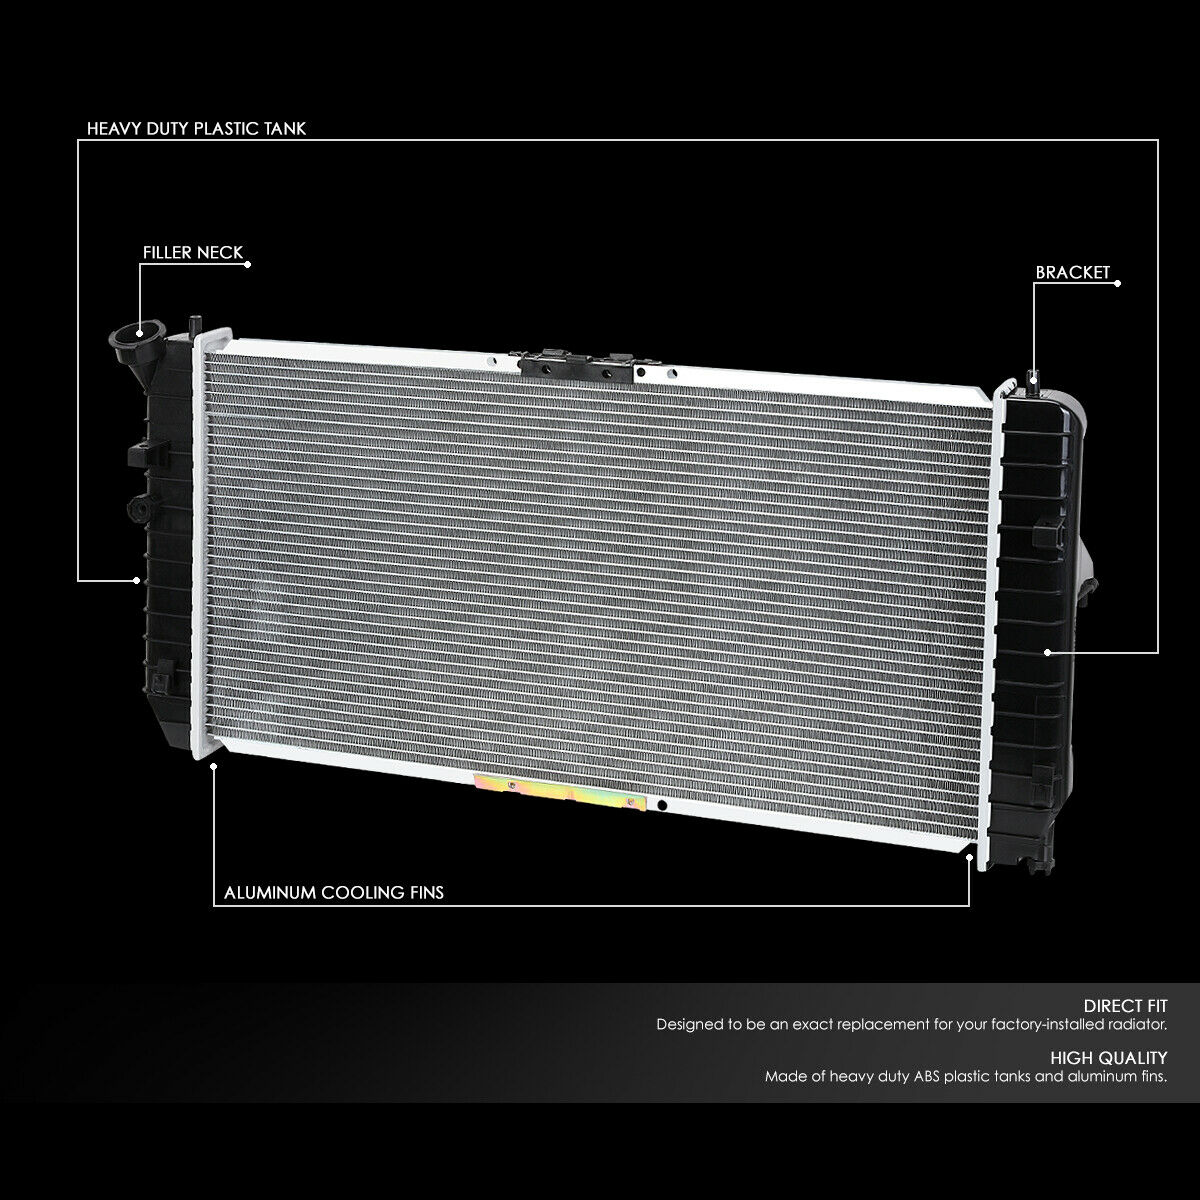 HEAVY DUTY PLASTIC TANK
FILLER NECK
BRACKET
ALUMINUM COOLING FINS
DIRECT FIT
Designed to be an exact replacement for your factory-installed radiator.
HIGH QUALITY
Made of heavy duty ABS plastic tanks and aluminum fins.